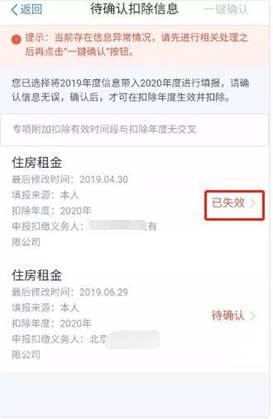 返回
待确认扣除信息
一键确认
提示：当前存在信息异常情况，请先进行相关处理之
后再点击“一键确认”按钮。
您已选择将2019年度信息带入2020年度进行填报，请确
认信息无误，确认后，才可在扣除年度生效并扣除。
专项附加扣除有效时间段与扣除年度无交叉
住房租金
最后修改时间：2019.04.30
填报来源：本人
已失效
扣除年度：2020年
申报扣缴义务人：有
限公司
住房租金
最后修改时间：2019.06.29
填报来源：本人
待确认
扣除年度：2020年
申报扣缴义务人：北京
限公司